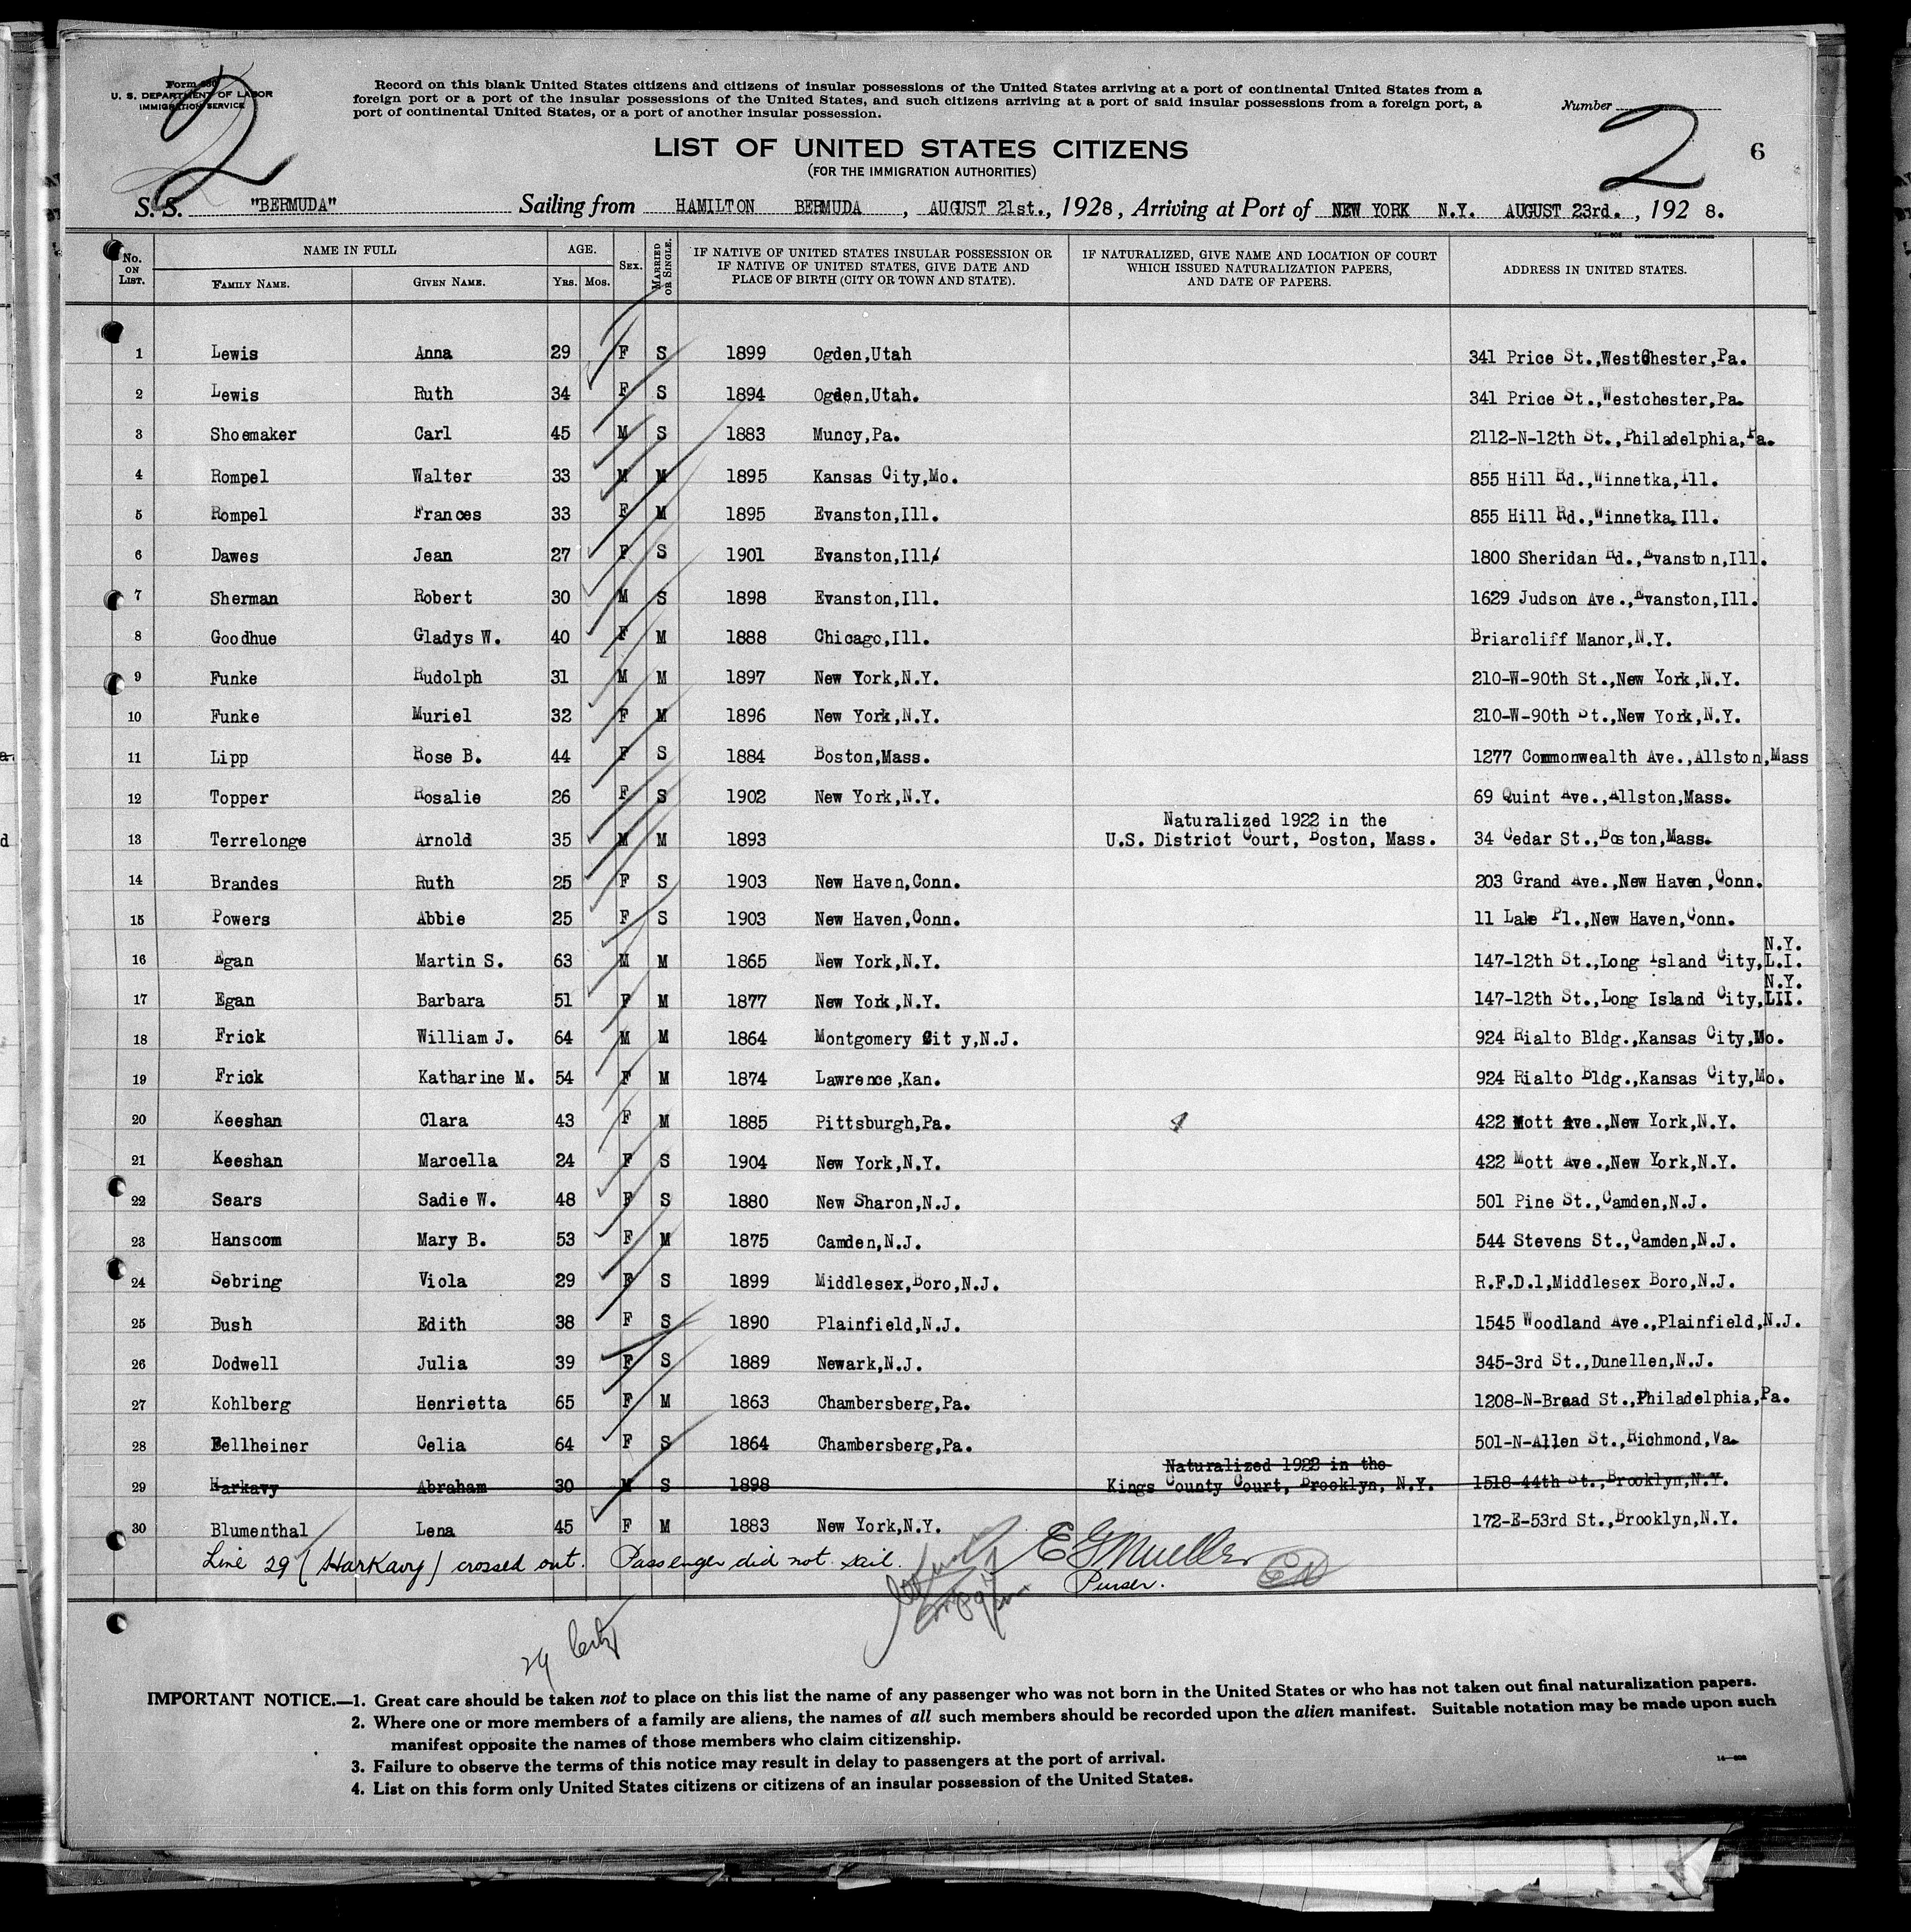 Form 630
U. S. DEPARTMENT OF LABOR
IMMIGRATION SERVICE
2
Record on this blank United States citizens and citizens of insular possessions of the United States arriving at a port of continental United States from a
foreign port or a port of the insular possessions of the United States, and such citizens arriving at a port of said insular possessions from a foreign port, a
port of continental United States, or a port of another insular possession.
Number
2
6
LIST OF UNITED STATES CITIZENS
(FOR THE IMMIGRATION AUTHORITIES)
S. S. "BERMUDA" Sailing from HAMILTON BERMUDA, AUGUST 21st., 1928, Arriving at Port of NEW YORK N.Y. AUGUST 23rd., 192 8.
No. ON LIST. NAME IN FULL FAMILY NAME. GIVEN NAME. AGE. YRS. MOS. SEX. MARRIED OR SINGLE. IF NATIVE OF UNITED STATES INSULAR POSSESSION OR IF NATIVE OF UNITED STATES, GIVE DATE AND PLACE OF BIRTH (CITY OR TOWN AND STATE). IF NATURALIZED, GIVE NAME AND LOCATION OF COURT WHICH ISSUED NATURALIZATION PAPERS, AND DATE OF PAPERS. ADDRESS IN UNITED STATES.
1 Lewis Anna 29 F S 1899 Ogden,Utah 341 Price St.,WestChester,Pa.
2 Lewis Ruth 34 F S 1894 Ogden,Utah. 341 Price St.,Westchester,Pa.
3 Shoemaker Carl 45 M S 1883 Muncy,Pa. 2112-N-12th St.,Philadelphia,Pa.
4 Rompel Walter 33 M M 1895 Kansas City,Mo. 855 Hill Rd.,Winnetka,Ill.
5 Rompel Frances 33 F M 1895 Evanston,Ill. 855 Hill Rd.,Winnetka,Ill.
6 Dawes Jean 27 F S 1901 Evanston,Ill. 1800 Sheridan Rd.,Evanston,Ill.
7 Sherman Robert 30 M S 1898 Evanston,Ill. 1629 Judson Ave.,Evanston,Ill.
8 Goodhue Gladys W. 40 F M 1888 Chicago,Ill. Briarcliff Manor,N.Y.
9 Funke Rudolph 31 M M 1897 New York,N.Y. 210-W-90th St.,New York,N.Y.
10 Funke Muriel 32 F M 1896 New York,N.Y. 210-W-90th St.,New York,N.Y.
11 Lipp Rose B. 44 F S 1884 Boston,Mass. 1277 Commonwealth Ave.,Allston,Mass
12 Topper Rosalie 26 F S 1902 New York,N.Y. 69 Quint Ave.,Allston,Mass.
Naturalized 1922 in the
13 Terrelonge Arnold 35 M M 1893 U.S. District Court, Boston, Mass. 34 Cedar St.,Boston,Mass.
14 Brandes Ruth 25 F S 1903 New Haven,Conn. 203 Grand Ave.,New Haven,Conn.
15 Powers Abbie 25 F S 1903 New Haven,Conn. 11 Lake Pl.,New Haven,Conn.
N.Y.
16 Egan Martin S. 63 M M 1865 New York,N.Y. 147-12th St.,Long Island City,L.I.
N.Y.
17 Egan Barbara 51 F M 1877 New York,N.Y. 147-12th St.,Long Island City,LII.
18 Frick William J. 64 M M 1864 Montgomery City,N.J. 924 Rialto Bldg.,Kansas City,Mo.
19 Frick Katharine M. 54 F M 1874 Lawrence,Kan. 924 Rialto Bldg.,Kansas City,Mo.
20 Keeshan Clara 43 F M 1885 Pittsburgh,Pa. 422 Mott Ave.,New York,N.Y.
21 Keeshan Marcella 24 F S 1904 New York,N.Y. 422 Mott Ave.,New York,N.Y.
22 Sears Sadie W. 48 F S 1880 New Sharon,N.J. 501 Pine St.,Camden,N.J.
23 Hanscom Mary B. 53 F M 1875 Camden,N.J. 544 Stevens St.,Camden,N.J.
24 Sebring Viola 29 F S 1899 Middlesex,Boro,N.J. R.F.D.1,Middlesex Boro,N.J.
25 Bush Edith 38 F S 1890 Plainfield,N.J. 1545 Woodland Ave.,Plainfield,N.J.
26 Dodwell Julia 39 F S 1889 Newark,N.J. 345-3rd St.,Dunellen,N.J.
27 Kohlberg Henrietta 65 F M 1863 Chambersberg,Pa. 1208-N-Broad St.,Philadelphia,Pa.
28 Bellheiner Celia 64 F S 1864 Chambersberg,Pa. 501-N-Allen St.,Richmond,Va.
Naturalized 1922 in the
29 Harkavy Abraham 30 M S 1898 Kings County Court, Brooklyn, N.Y. 1518-44th St.,Brooklyn,N.Y.
30 Blumenthal Lena 45 F M 1883 New York,N.Y. 172-E-53rd St.,Brooklyn,N.Y.
Line 29 (Harkavy) crossed out. Passenger did not sail. E G Mueller
Purser.
29
IMPORTANT NOTICE.—1. Great care should be taken not to place on this list the name of any passenger who was not born in the United States or who has not taken out final naturalization papers.
2. Where one or more members of a family are aliens, the names of all such members should be recorded upon the alien manifest. Suitable notation may be made upon such
manifest opposite the names of those members who claim citizenship.
3. Failure to observe the terms of this notice may result in delay to passengers at the port of arrival.
4. List on this form only United States citizens or citizens of an insular possession of the United States.